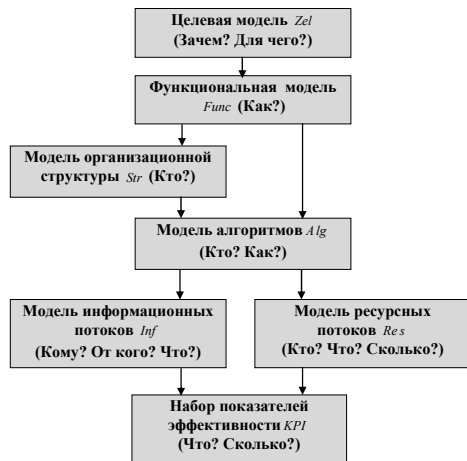 Целевая модель Zel
(Зачем? Для чего?)
Функциональная модель
Func (Как?)
Модель организационной
структуры Str (Кто?)
Модель алгоритмов Alg
(Кто? Как?)
Модель информационных
потоков Inf
(Кому? От кого? Что?)
Модель ресурсных
потоков Res
(Кто? Что? Сколько?)
Набор показателей
эффективности KPI
(Что? Сколько?)